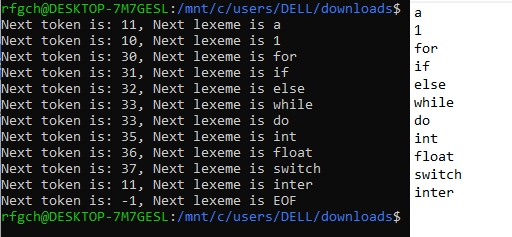 rfgch@DESKTOP-7M7GESL:/mnt/c/users/DELL/downloads$
Next token is: 11, Next lexeme is a
Next token is: 10, Next lexeme is 1
Next token is: 30, Next lexeme is for
Next token is: 31, Next lexeme is if
Next token is: 32, Next lexeme is else
Next token is: 33, Next lexeme is while
Next token is: 33, Next lexeme is do
Next token is: 35, Next lexeme is int
Next token is: 36, Next lexeme is float
Next token is: 37, Next lexeme is switch
Next token is: 11, Next lexeme is inter
Next token is: -1, Next lexeme is EOF
rfgch@DESKTOP-7M7GESL:/mnt/c/users/DELL/downloads$
a
1
for
if
else
while
do
int
float
switch
inter